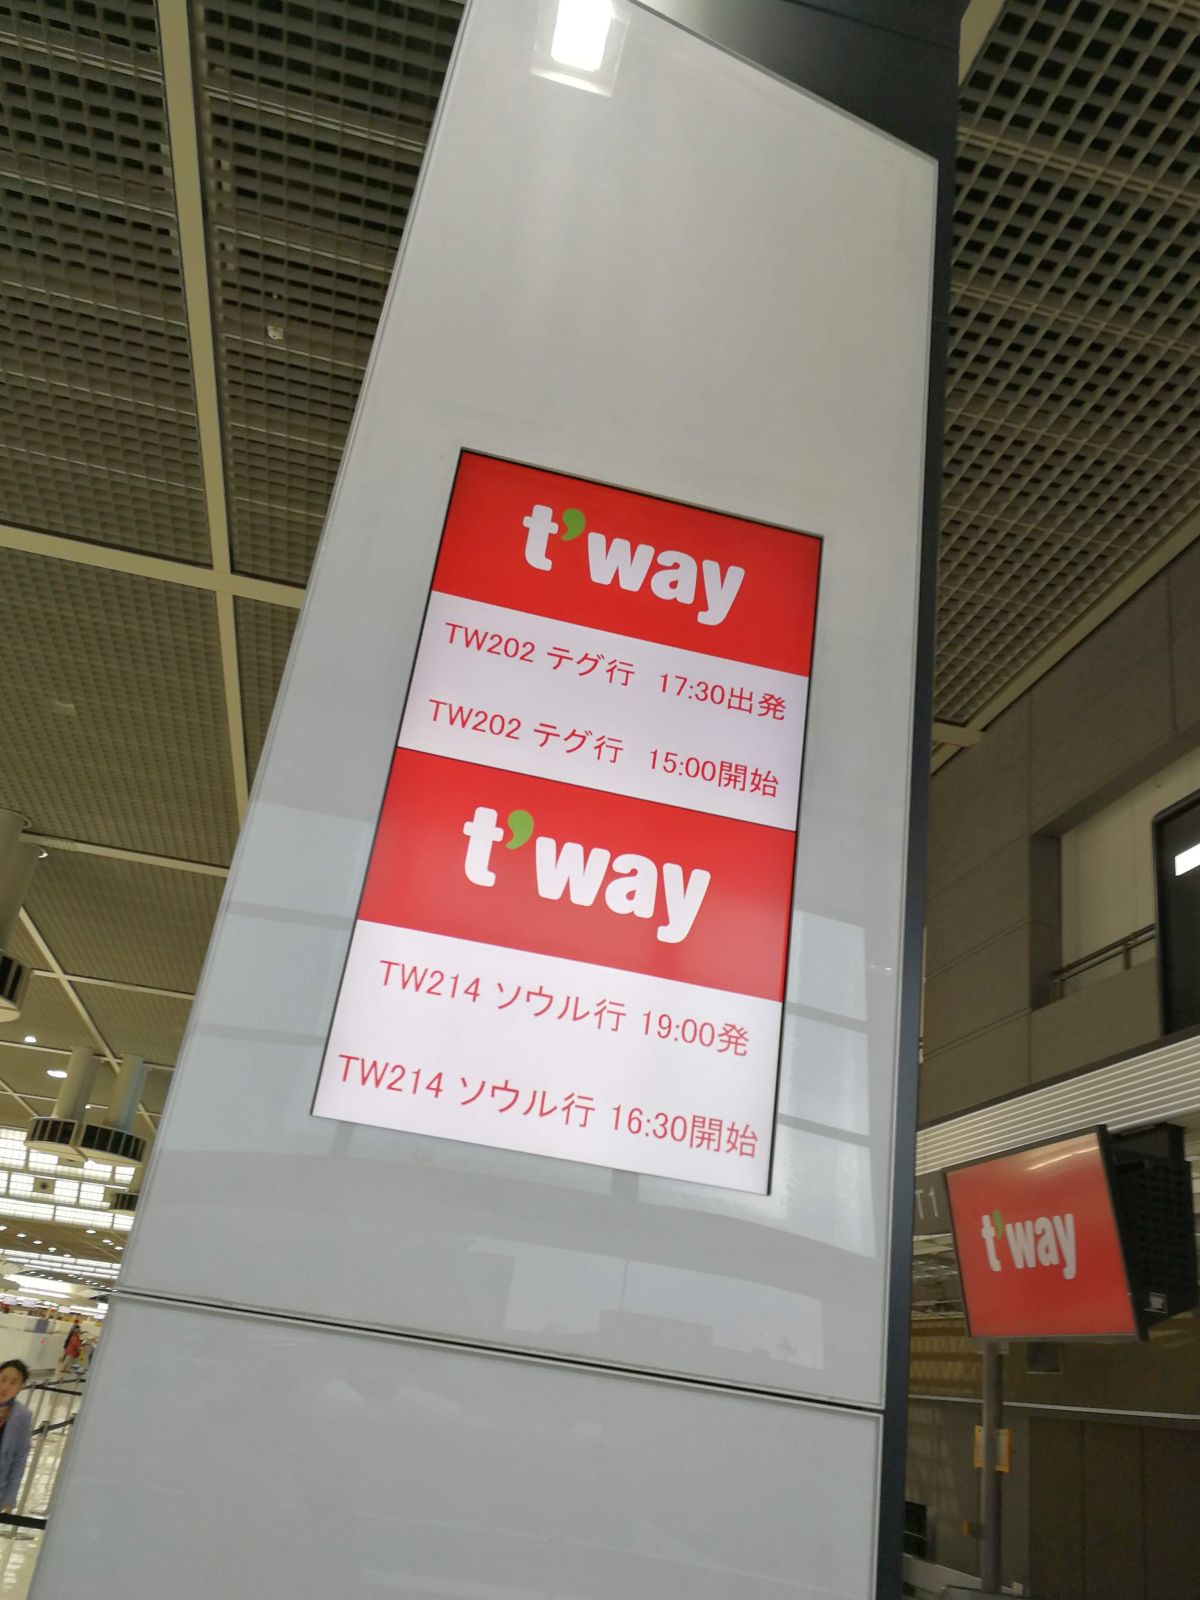 t'way
TW202 テグ行 17:30出発
TW202 テグ行 15:00開始
t'way
TW214 ソウル行 19:00発
TW214 ソウル行 16:30開始
T1
t'way